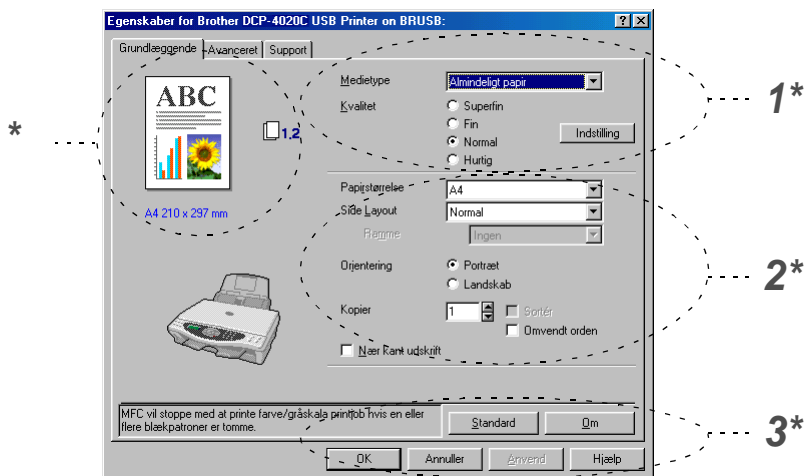 Egenskaber for Brother DCP-4020C USB Printer on BRUSB:
Grundlæggende Avanceret Support
ABC
1,2
A4 210 x 297 mm
*
Medietype Almindeligt papir
Kvalitet Superfin
Fin
Normal
Hurtig
Indstilling
1*
Papirstørrelse A4
Side Layout Normal
Ramme Ingen
Orientering Portræt
Landskab
Kopier 1 Sortér
Omvendt orden
Nær kant udskrift
2*
MFC vil stoppe med at printe farve/gråskala printjob hvis en eller
flere blækpatroner er tomme.
Standard Om
3*
OK Annuller Anvend Hjælp